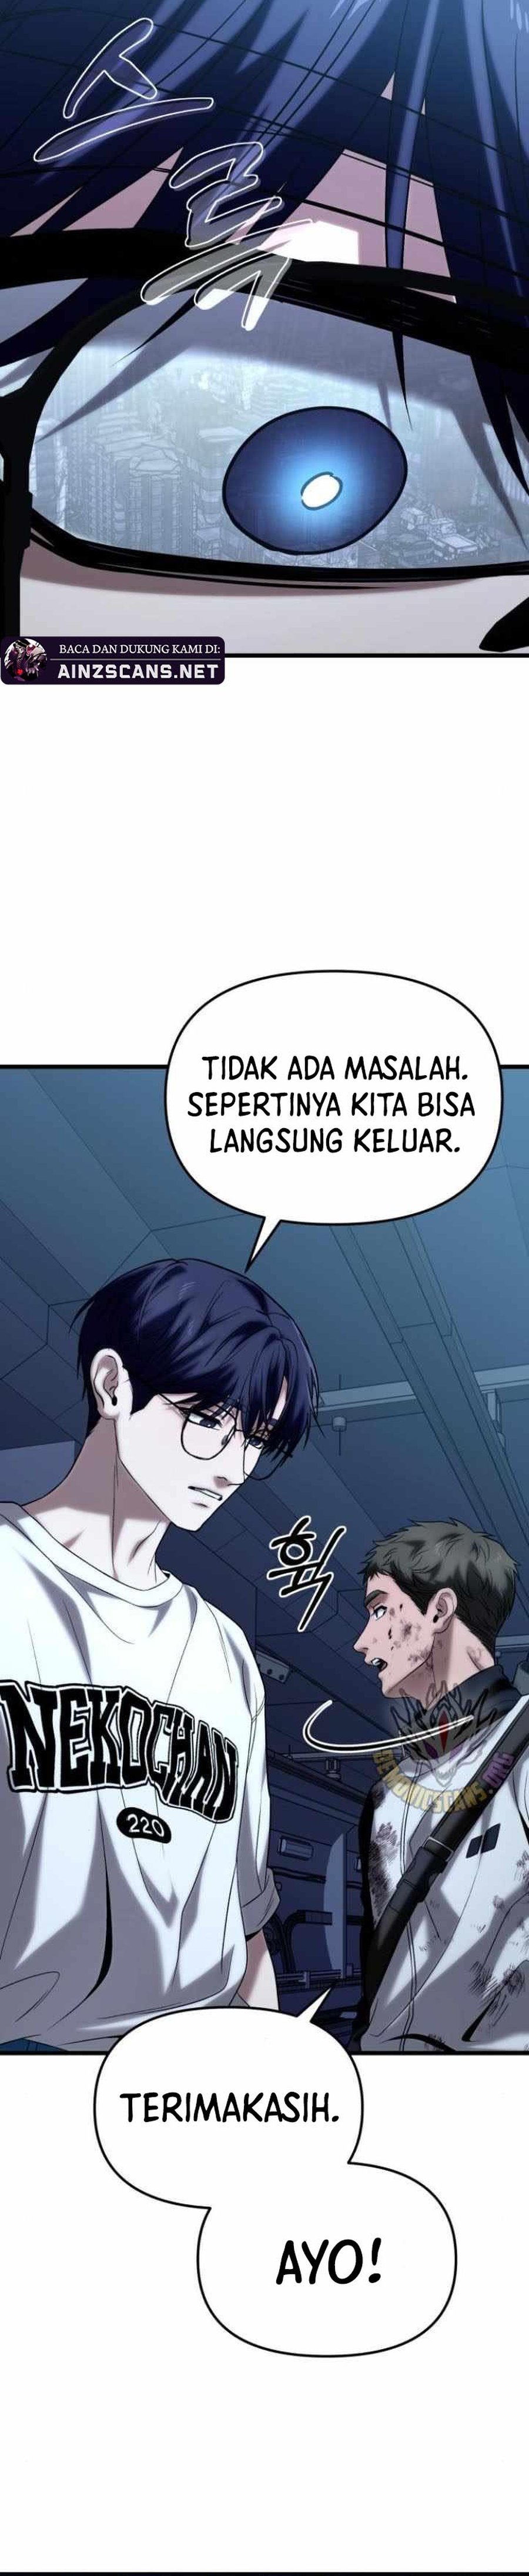 스르륵
BACA DAN DUKUNG KAMI DI:
AINZSCANS.NET
TIDAK ADA MASALAH.
SEPERTINYA KITA BISA
LANGSUNG KELUAR.
휙
NEKOCHAN
220
TERIMAKASIH.
AYO!